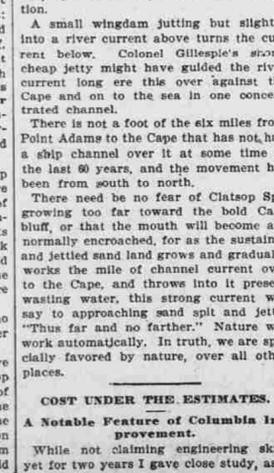 tion.
A small wingdam jutting but slight
into a river current above turns the cu
rent below. Colonel Gillespie's
cheap jetty might have guided the riv
current long ere this over against t
Cape and on to the sea in one conce
trated channel.
There is not a foot of the six miles fro
Point Adams to the Cape that has not h
a ship channel over it at some time
the last 60 years, and the movement h
been from south to north.
There need be no fear of Clatsop S
growing too far toward the bold Ca
bluff, or that the mouth will become a
normally encroached, for as the sustain
and jettied sand land grows and gradual
works the mile of channel current ov
to the Cape, and throws into it prese
wasting water, this strong current w
say to approaching sand spit and jett
"Thus far and no farther." Nature w
work automatically. In truth, we are sp
cially favored by nature, over all oth
places.
COST UNDER THE ESTIMATES.
A Notable Feature of Columbia I
provement.
While not claiming engineering sk
yet for two years I gave close study,